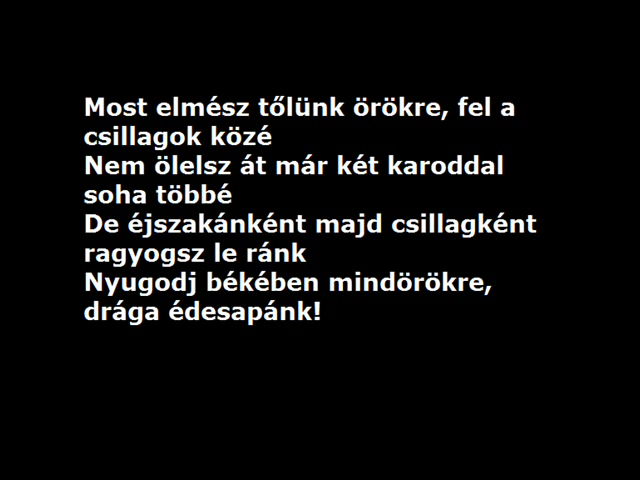 Most elmész tőlünk örökre, fel a
csillagok közé
Nem ölelsz át már két karoddal
soha többé
De éjszakánként majd csillagként
ragyogsz le ránk
Nyugodj békében mindörökre,
drága édesapánk!